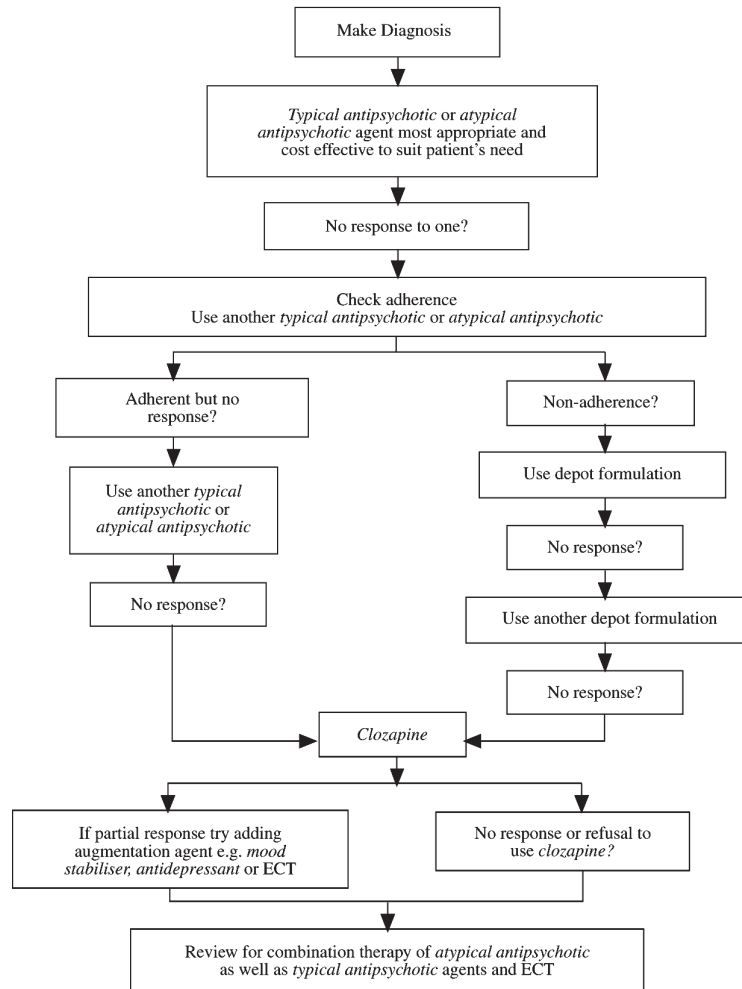 Make Diagnosis
Typical antipsychotic or atypical
antipsychotic agent most appropriate and
cost effective to suit patient's need
No response to one?
Check adherence
Use another typical antipsychotic or atypical antipsychotic
Adherent but no
response?
Use another typical
antipsychotic or
atypical antipsychotic
No response?
Non-adherence?
Use depot formulation
No response?
Use another depot formulation
No response?
Clozapine
If partial response try adding
augmentation agent e.g. mood
stabiliser, antidepressant or ECT
No response or refusal to
use clozapine?
Review for combination therapy of atypical antipsychotic
as well as typical antipsychotic agents and ECT